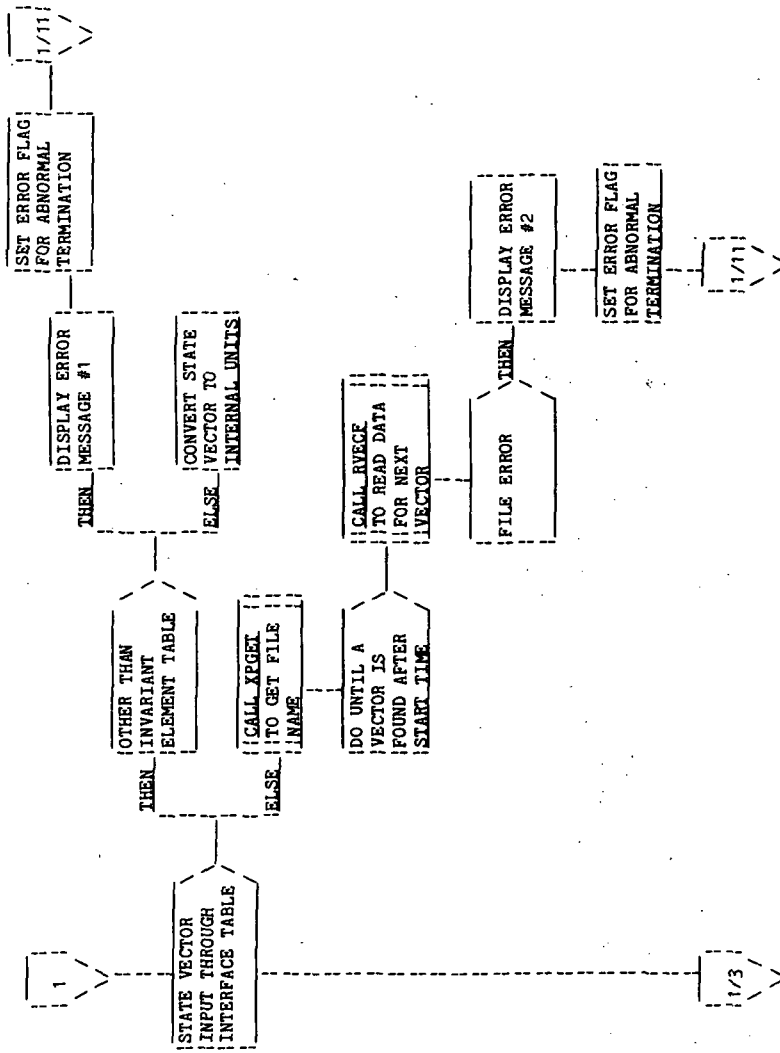 1
STATE VECTOR
INPUT THROUGH
INTERFACE TABLE
THEN
OTHER THAN
INVARIANT
ELEMENT TABLE
THEN
DISPLAY ERROR
MESSAGE #1
SET ERROR FLAG
FOR ABNORMAL
TERMINATION
1/11
ELSE
CONVERT STATE
VECTOR TO
INTERNAL UNITS
ELSE
CALL XPGET
TO GET FILE
NAME
DO UNTIL A
VECTOR IS
FOUND AFTER
START TIME
CALL RVECF
TO READ DATA
FOR NEXT
VECTOR
FILE ERROR
THEN
DISPLAY ERROR
MESSAGE #2
SET ERROR FLAG
FOR ABNORMAL
TERMINATION
1/11
1/3